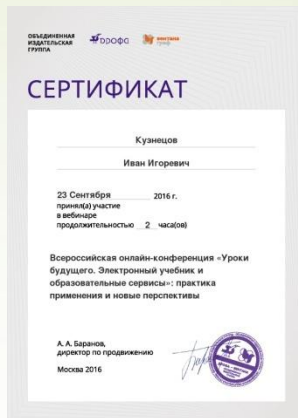 ОБЪЕДИНЕННАЯ
ИЗДАТЕЛЬСКАЯ
ГРУППА
ДРОФА
вентана
граф
СЕРТИФИКАТ
Кузнецов
Иван Игоревич
23 Сентября 2016 г.
принял(а) участие
в вебинаре
продолжительностью 2 часа(ов)
Всероссийская онлайн-конференция «Уроки
будущего. Электронный учебник и
образовательные сервисы»: практика
применения и новые перспективы
А. А. Баранов,
директор по продвижению
Москва 2016